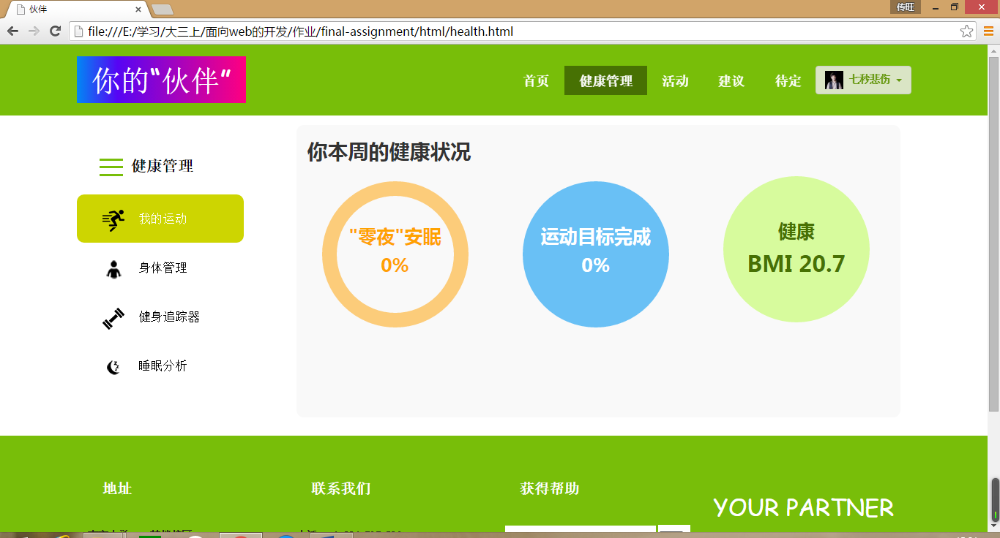 伙伴
传旺
file:///E:/学习/大三上/面向web的开发/作业/final-assignment/html/health.html
你的"伙伴"
首页 健康管理 活动 建议 待定 七秒悲伤
健康管理
我的运动
身体管理
健身追踪器
睡眠分析
你本周的健康状况
"零夜"安眠
0%
运动目标完成
0%
健康
BMI 20.7
地址 联系我们 获得帮助
YOUR PARTNER